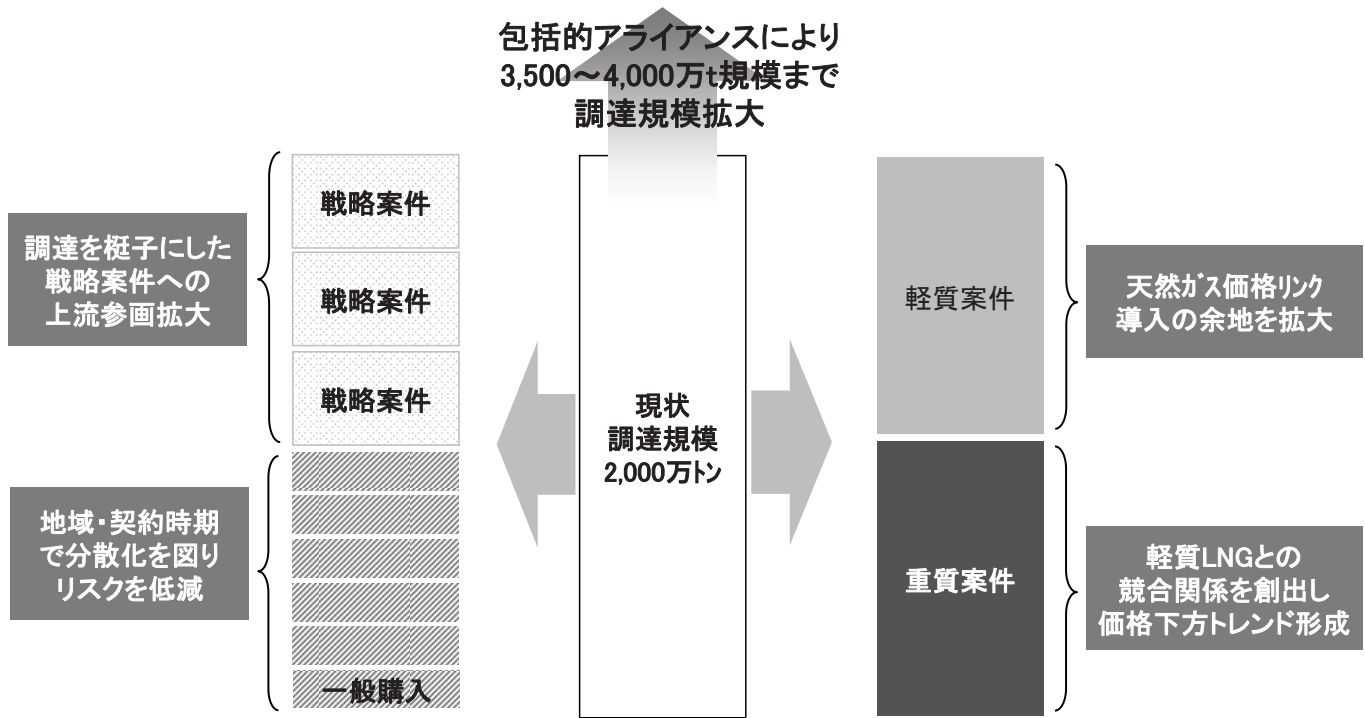 包括的アライアンスにより
3,500～4,000万t規模まで
調達規模拡大
調達を梃子にした
戦略案件への
上流参画拡大
戦略案件
戦略案件
戦略案件
地域・契約時期
で分散化を図り
リスクを低減
一般購入
現状
調達規模
2,000万ﾄﾝ
軽質案件
重質案件
天然ｶﾞｽ価格ﾘﾝｸ
導入の余地を拡大
軽質LNGとの
競合関係を創出し
価格下方トレンド形成